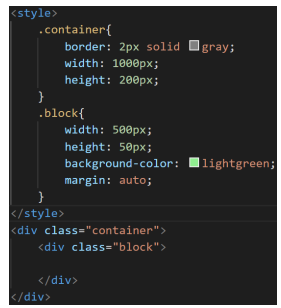 <style>
    .container{
        border: 2px solid gray;
        width: 1000px;
        height: 200px;
    }
    .block{
        width: 500px;
        height: 50px;
        background-color: lightgreen;
        margin: auto;
    }
</style>
<div class="container">
    <div class="block">

    </div>
</div>